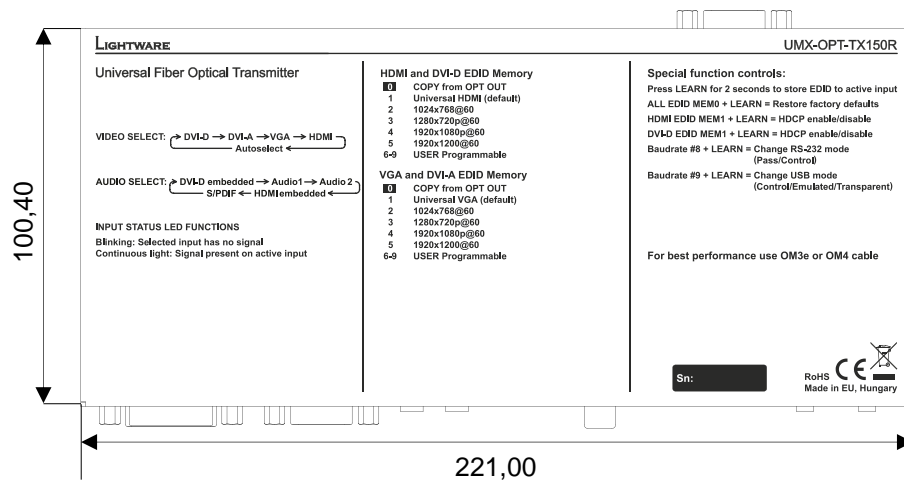 LIGHTWARE
UMX-OPT-TX150R
Universal Fiber Optical Transmitter
VIDEO SELECT: DVI-D → DVI-A → VGA → HDMI
Autoselect
AUDIO SELECT: DVI-D embedded → Audio1 → Audio 2
S/PDIF ← HDMI embedded
INPUT STATUS LED FUNCTIONS
Blinking: Selected input has no signal
Continuous light: Signal present on active input
HDMI and DVI-D EDID Memory
0 COPY from OPT OUT
1 Universal HDMI (default)
2 1024x768@60
3 1280x720p@60
4 1920x1080p@60
5 1920x1200@60
6-9 USER Programmable
VGA and DVI-A EDID Memory
0 COPY from OPT OUT
1 Universal VGA (default)
2 1024x768@60
3 1280x720p@60
4 1920x1080p@60
5 1920x1200@60
6-9 USER Programmable
Special function controls:
Press LEARN for 2 seconds to store EDID to active input
ALL EDID MEM0 + LEARN = Restore factory defaults
HDMI EDID MEM1 + LEARN = HDCP enable/disable
DVI-D EDID MEM1 + LEARN = HDCP enable/disable
Baudrate #8 + LEARN = Change RS-232 mode
(Pass/Control)
Baudrate #9 + LEARN = Change USB mode
(Control/Emulated/Transparent)
For best performance use OM3e or OM4 cable
Sn:
RoHS CE
Made in EU, Hungary
100,40
221,00